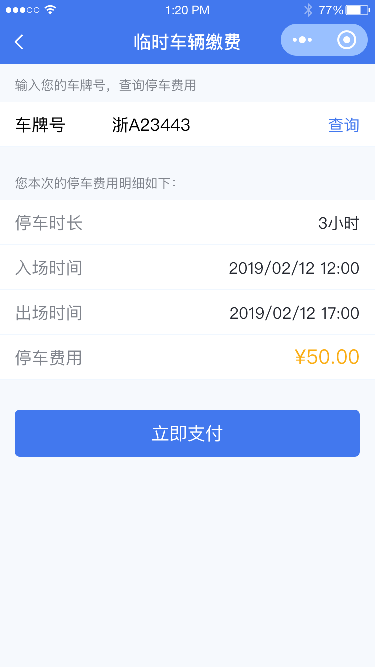 1:20 PM 77%
临时车辆缴费
输入您的车牌号，查询停车费用
车牌号 浙A23443 查询
您本次的停车费用明细如下：
停车时长 3小时
入场时间 2019/02/12 12:00
出场时间 2019/02/12 17:00
停车费用 ¥50.00
立即支付